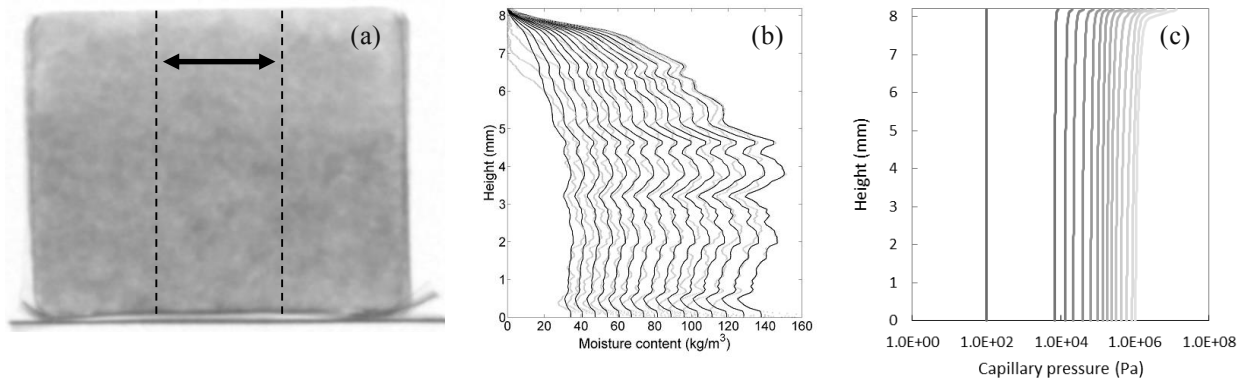 (a)
(b)
Height (mm)
8
7
6
5
4
3
2
1
0
0 20 40 60 80 100 120 140 160
Moisture content (kg/m³)
(c)
Height (mm)
8
7
6
5
4
3
2
1
0
1.0E+00 1.0E+02 1.0E+04 1.0E+06 1.0E+08
Capillary pressure (Pa)